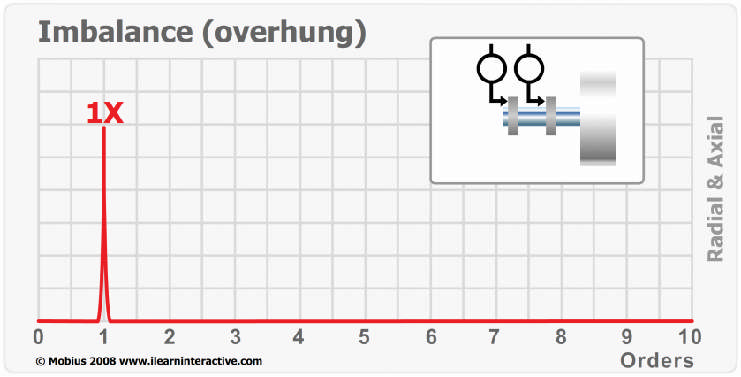 Imbalance (overhung)
1X
Radial & Axial
0 1 2 3 4 5 6 7 8 9 10
© Mobius 2008 www.ilearninteractive.com
Orders